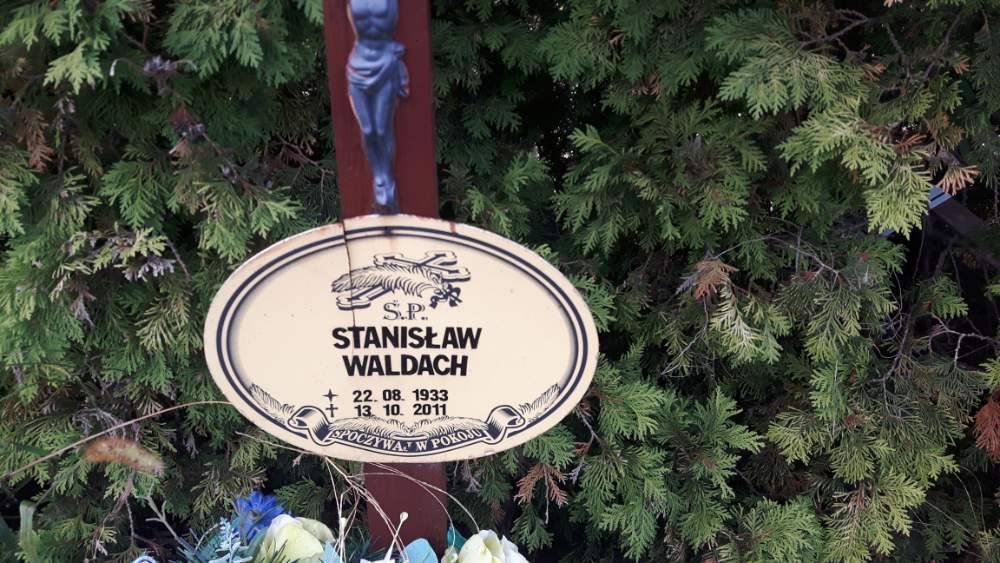 Ś.P.
STANISŁAW
WALDACH
22. 08. 1933
13. 10. 2011
SPOCZYWAJ W POKOJU